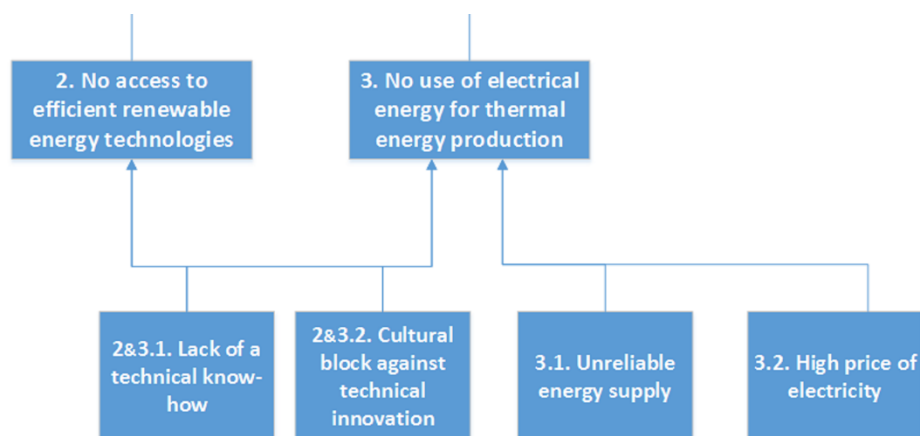 2. No access to
efficient renewable
energy technologies
3. No use of electrical
energy for thermal
energy production
2&3.1. Lack of a
technical know-
how
2&3.2. Cultural
block against
technical
innovation
3.1. Unreliable
energy supply
3.2. High price of
electricity